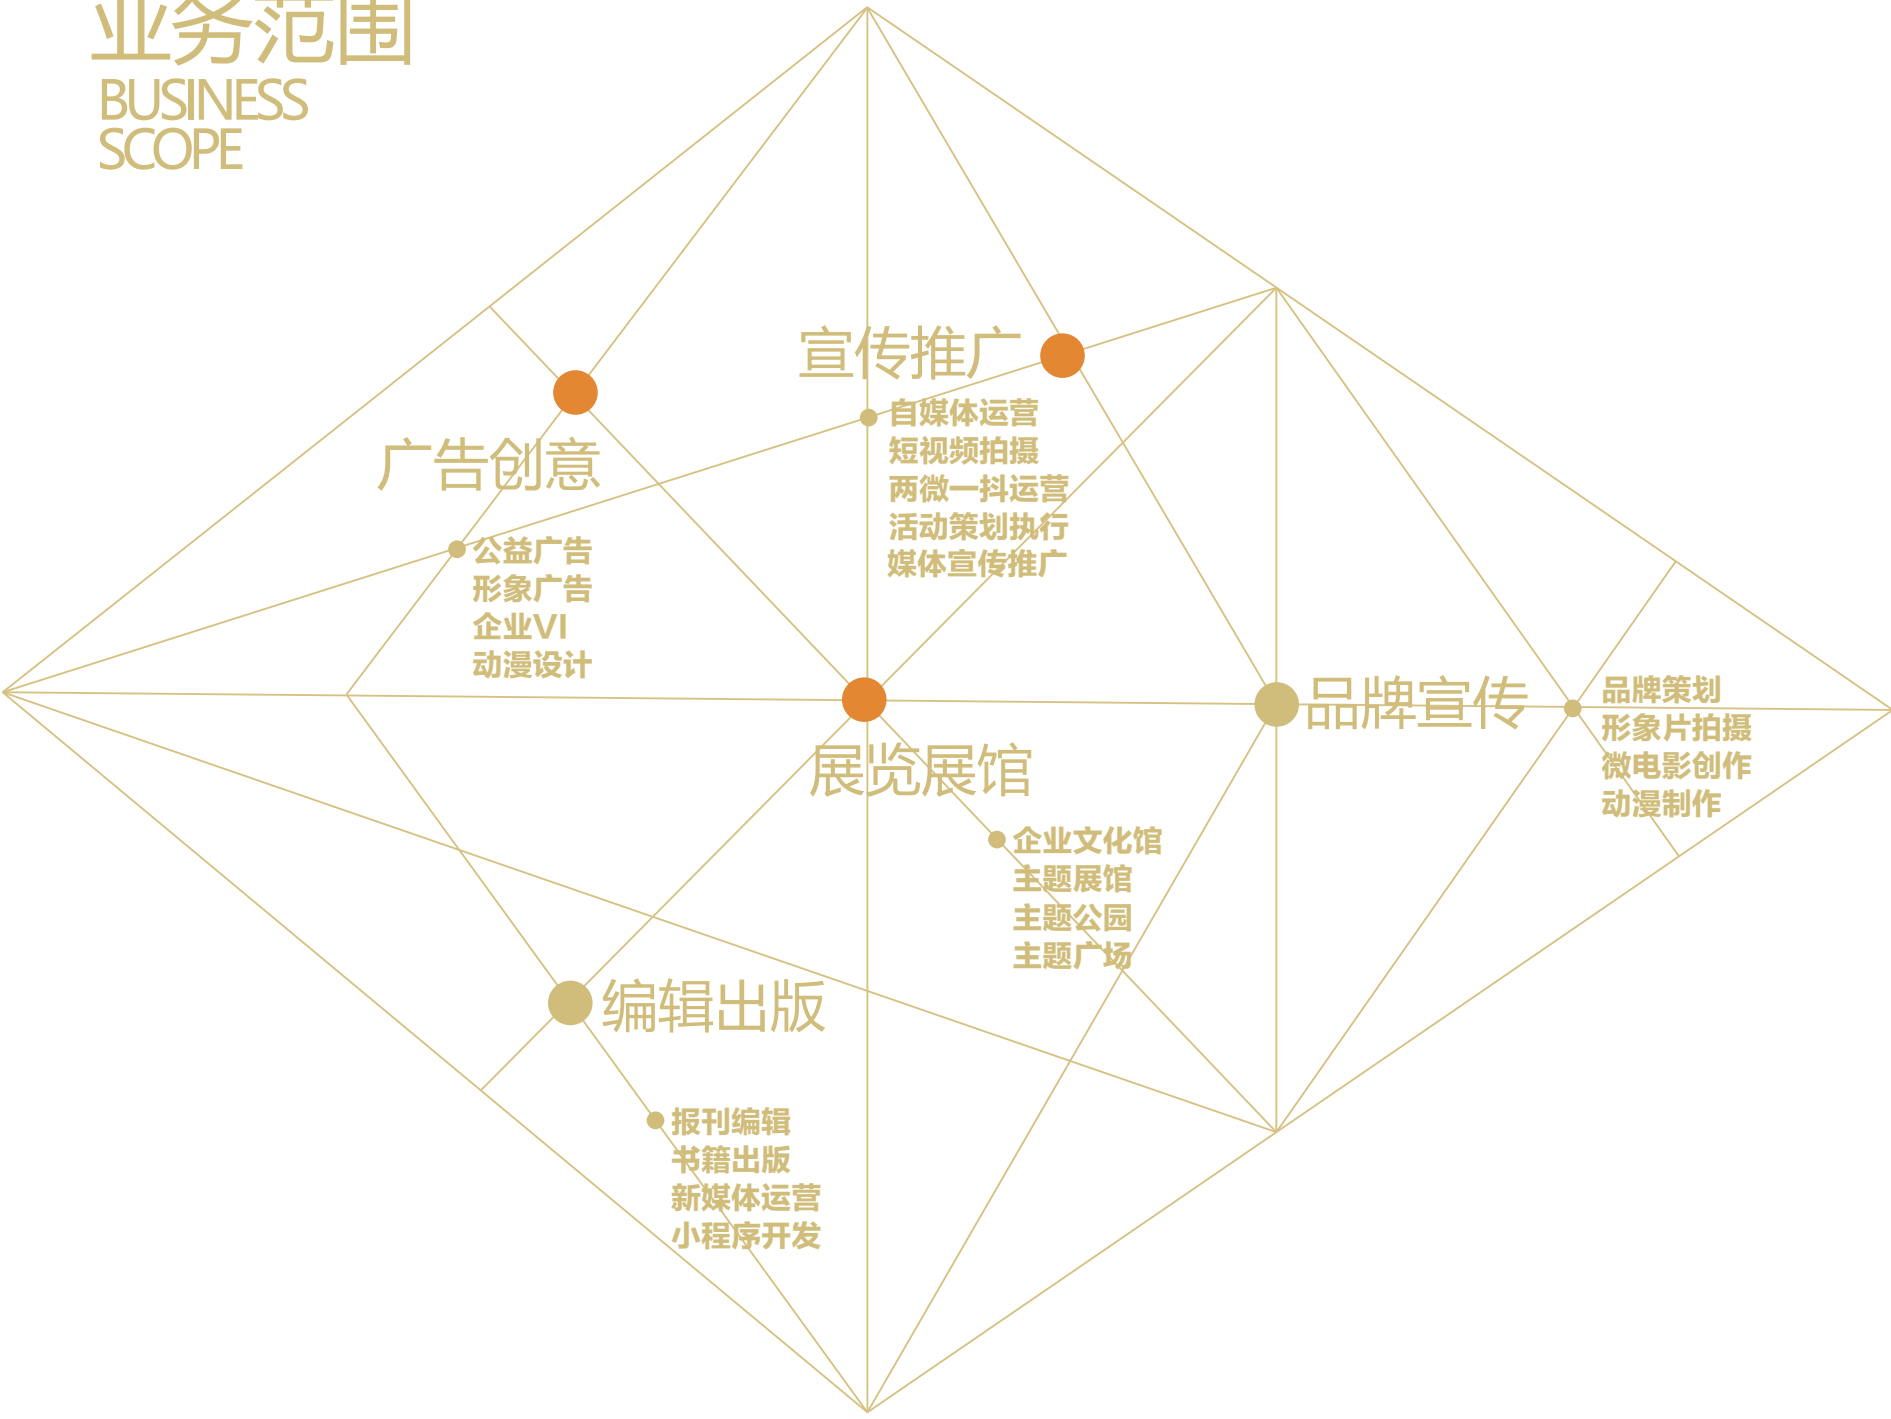 业务范围
BUSINESS
SCOPE
宣传推广
自媒体运营
短视频拍摄
两微一抖运营
活动策划执行
媒体宣传推广
广告创意
公益广告
形象广告
企业VI
动漫设计
品牌宣传
品牌策划
形象片拍摄
微电影创作
动漫制作
展览展馆
企业文化馆
主题展馆
主题公园
主题广场
编辑出版
报刊编辑
书籍出版
新媒体运营
小程序开发